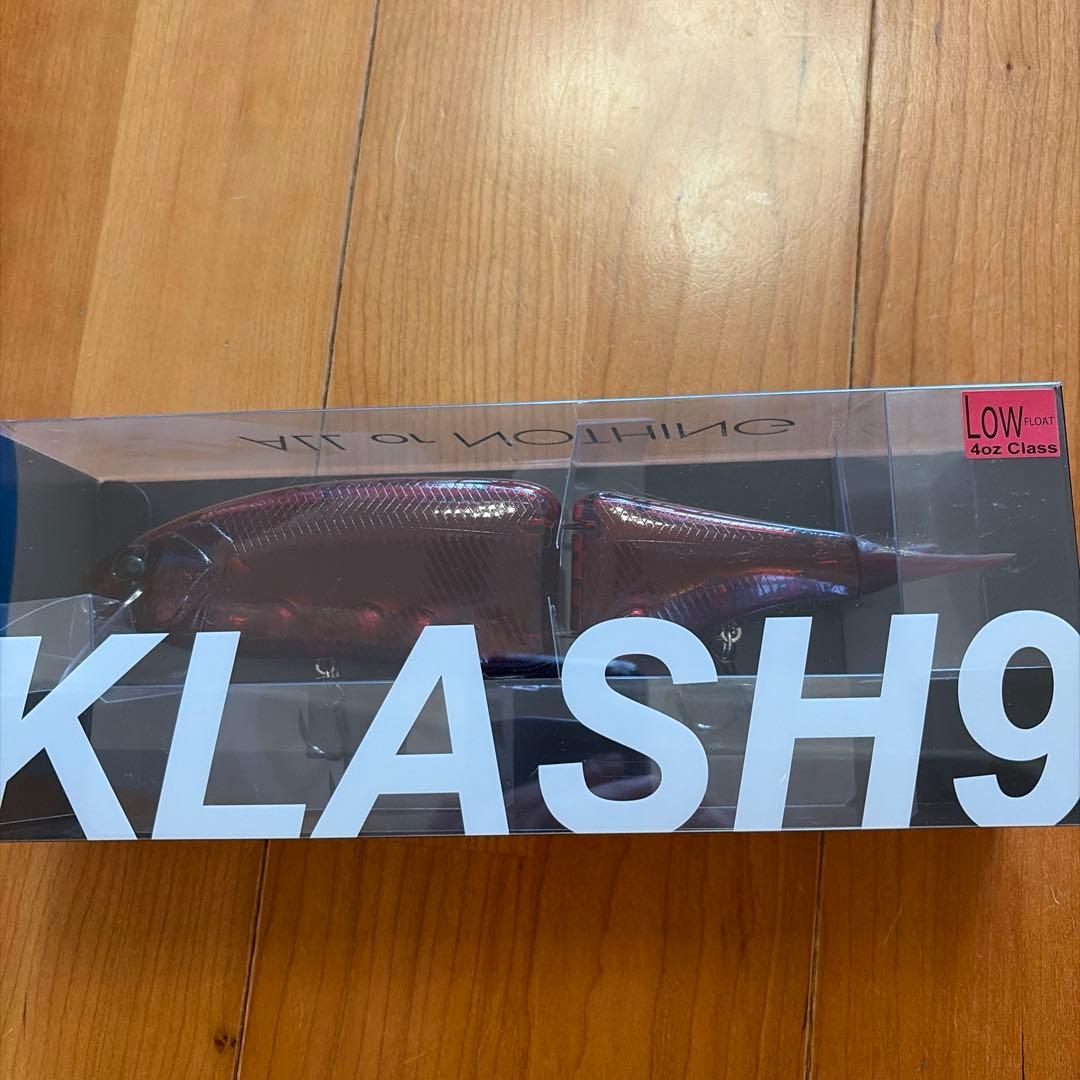 ALL or NOTHING
LOW FLOAT
4oz Class
KLASH9